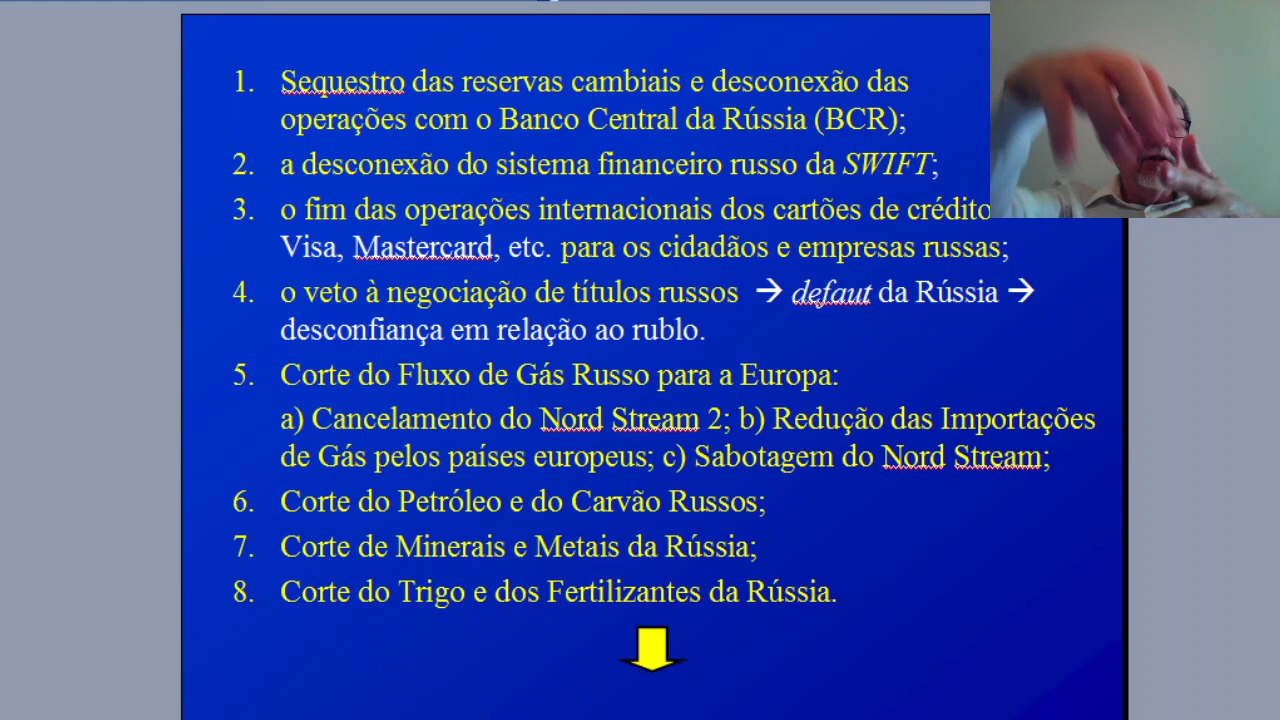 1. Sequestro das reservas cambiais e desconexão das
operações com o Banco Central da Rússia (BCR);
2. a desconexão do sistema financeiro russo da SWIFT;
3. o fim das operações internacionais dos cartões de crédito
Visa, Mastercard, etc. para os cidadãos e empresas russas;
4. o veto à negociação de títulos russos → defaut da Rússia →
desconfiança em relação ao rublo.
5. Corte do Fluxo de Gás Russo para a Europa:
a) Cancelamento do Nord Stream 2; b) Redução das Importações
de Gás pelos países europeus; c) Sabotagem do Nord Stream;
6. Corte do Petróleo e do Carvão Russos;
7. Corte de Minerais e Metais da Rússia;
8. Corte do Trigo e dos Fertilizantes da Rússia.